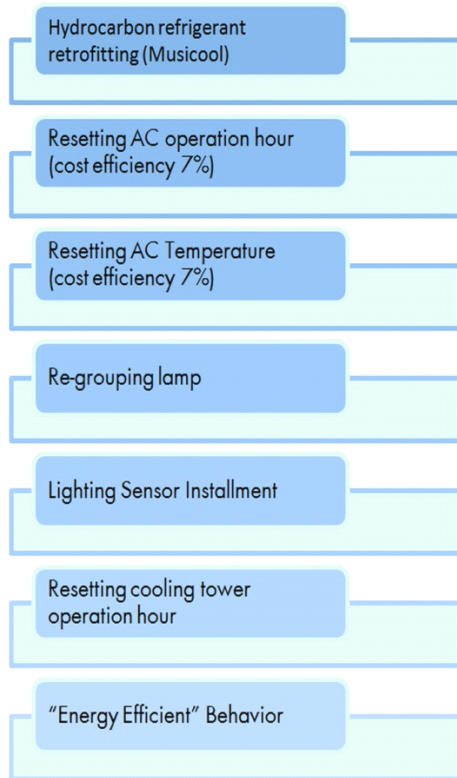 Hydrocarbon refrigerant
retrofitting (Musicool)
Resetting AC operation hour
(cost efficiency 7%)
Resetting AC Temperature
(cost efficiency 7%)
Re-grouping lamp
Lighting Sensor Installment
Resetting cooling tower
operation hour
“Energy Efficient” Behavior